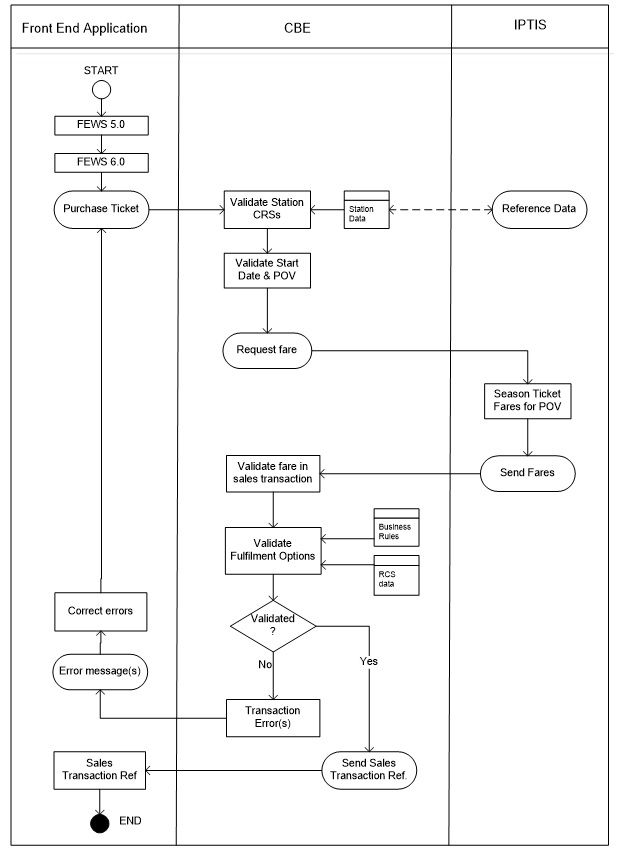 Front End Application
CBE
IPTIS
START
FEWS 5.0
FEWS 6.0
Purchase Ticket
Validate Station
CRSs
Station
Data
Reference Data
Validate Start
Date & POV
Request fare
Season Ticket
Fares for POV
Validate fare in
sales transaction
Send Fares
Business
Rules
Validate
Fulfilment Options
RCS
data
Correct errors
Validated
?
Error message(s)
No
Yes
Transaction
Error(s)
Sales
Transaction Ref
Send Sales
Transaction Ref.
END